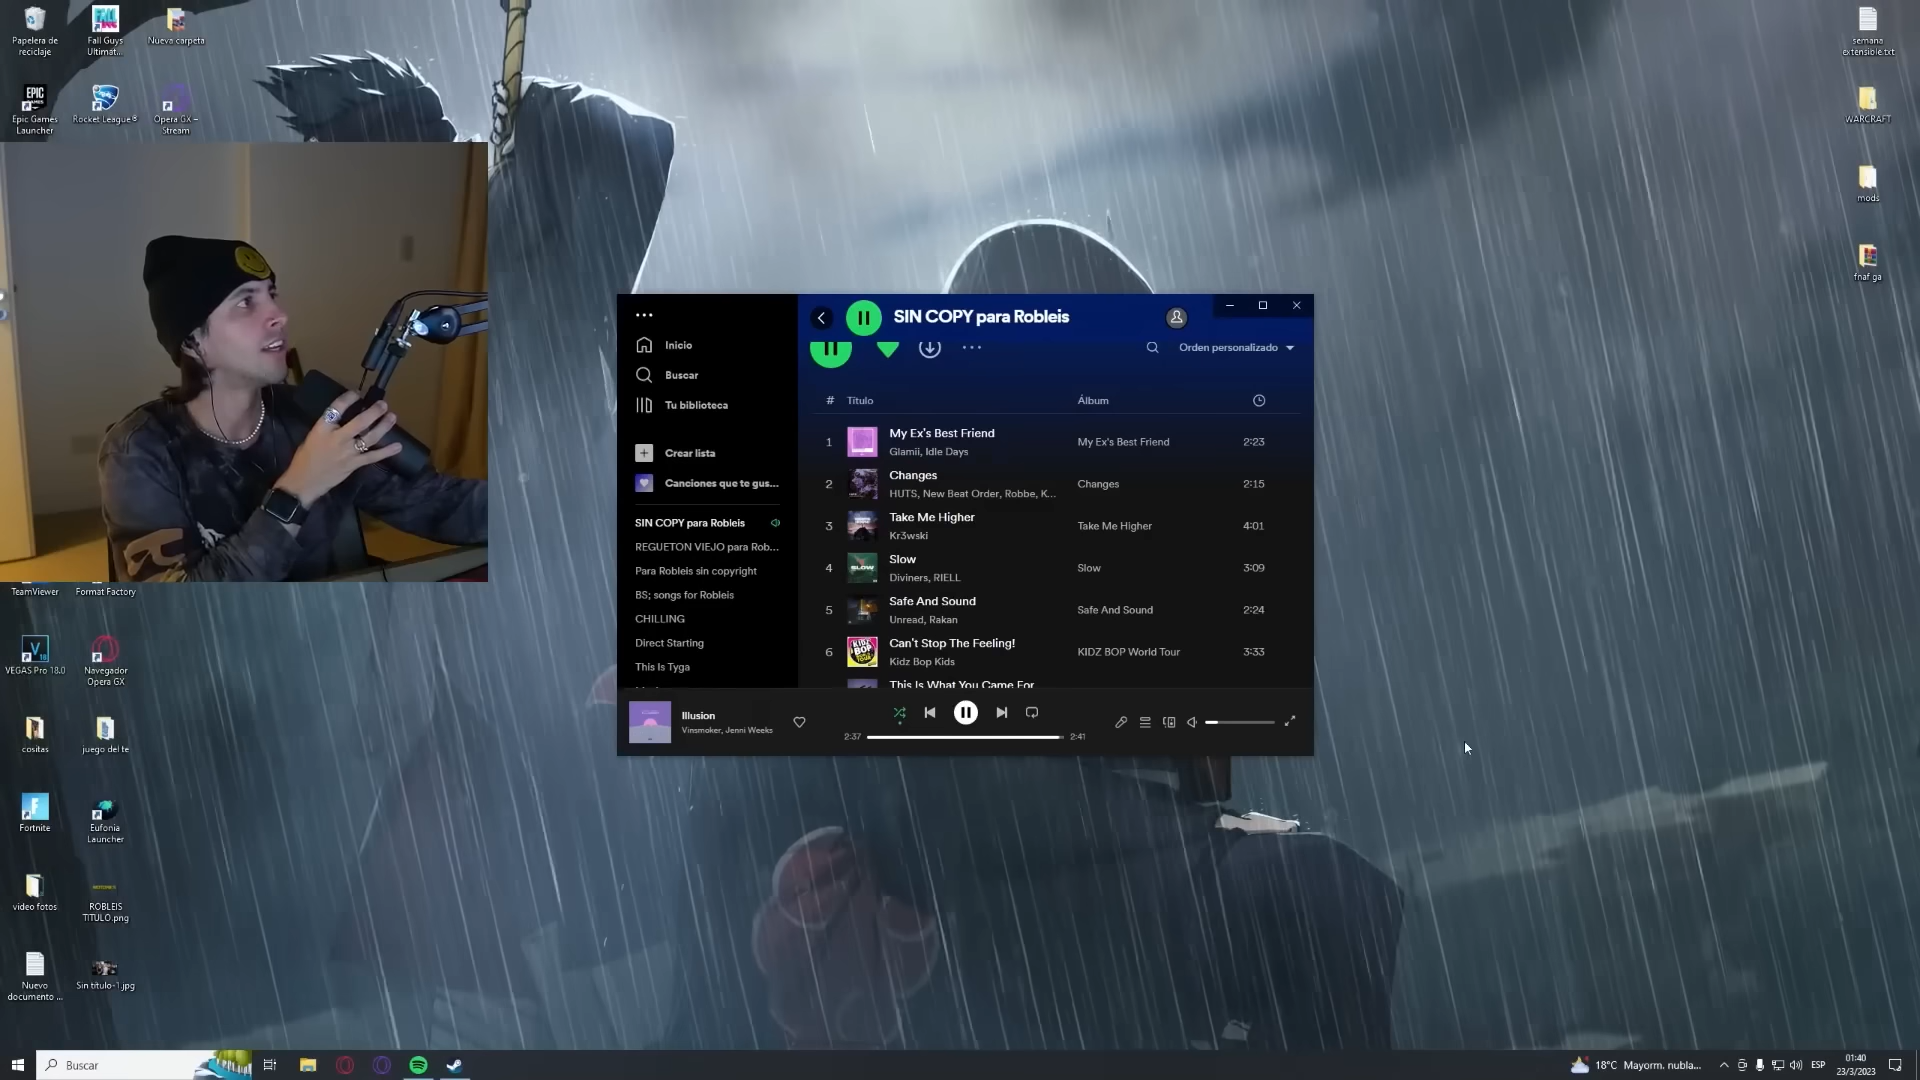 Papelera de
reciclaje
Fall Guys
Ultimat...
Nueva carpeta
semana
extensible.txt
EPIC
GAMES
Epic Games
Launcher
Rocket League®
Opera GX –
Stream
WARCRAFT
mods
fnaf ga
SIN COPY para Robleis
Inicio
Buscar
Tu biblioteca
Crear lista
Canciones que te gus...
SIN COPY para Robleis
REGUETON VIEJO para Rob...
Para Robleis sin copyright
BS; songs for Robleis
CHILLING
Direct Starting
This Is Tyga
Orden personalizado
# Título Álbum
1 My Ex's Best Friend My Ex's Best Friend 2:23
Glamii, Idle Days
2 Changes Changes 2:15
HUTS, New Beat Order, Robbe, K...
3 Take Me Higher Take Me Higher 4:01
Kr3wski
4 Slow Slow 3:09
Diviners, RIELL
SLOW
5 Safe And Sound Safe And Sound 2:24
Unread, Rakan
6 Can't Stop The Feeling! KIDZ BOP World Tour 3:33
Kidz Bop Kids
KIDZ
BOP
This Is What You Came For
Illusion
Vinsmoker, Jenni Weeks
2:37
2:41
TeamViewer
Format Factory
VEGAS Pro 18.0
Navegador
Opera GX
cositas
juego del te
Fortnite
Eufonia
Launcher
video fotos
ROBLEIS
TITULO.png
Nuevo
documento ...
Sin título-1.jpg
Buscar
18°C Mayorm. nubla...
ESP
01:40
23/3/2023